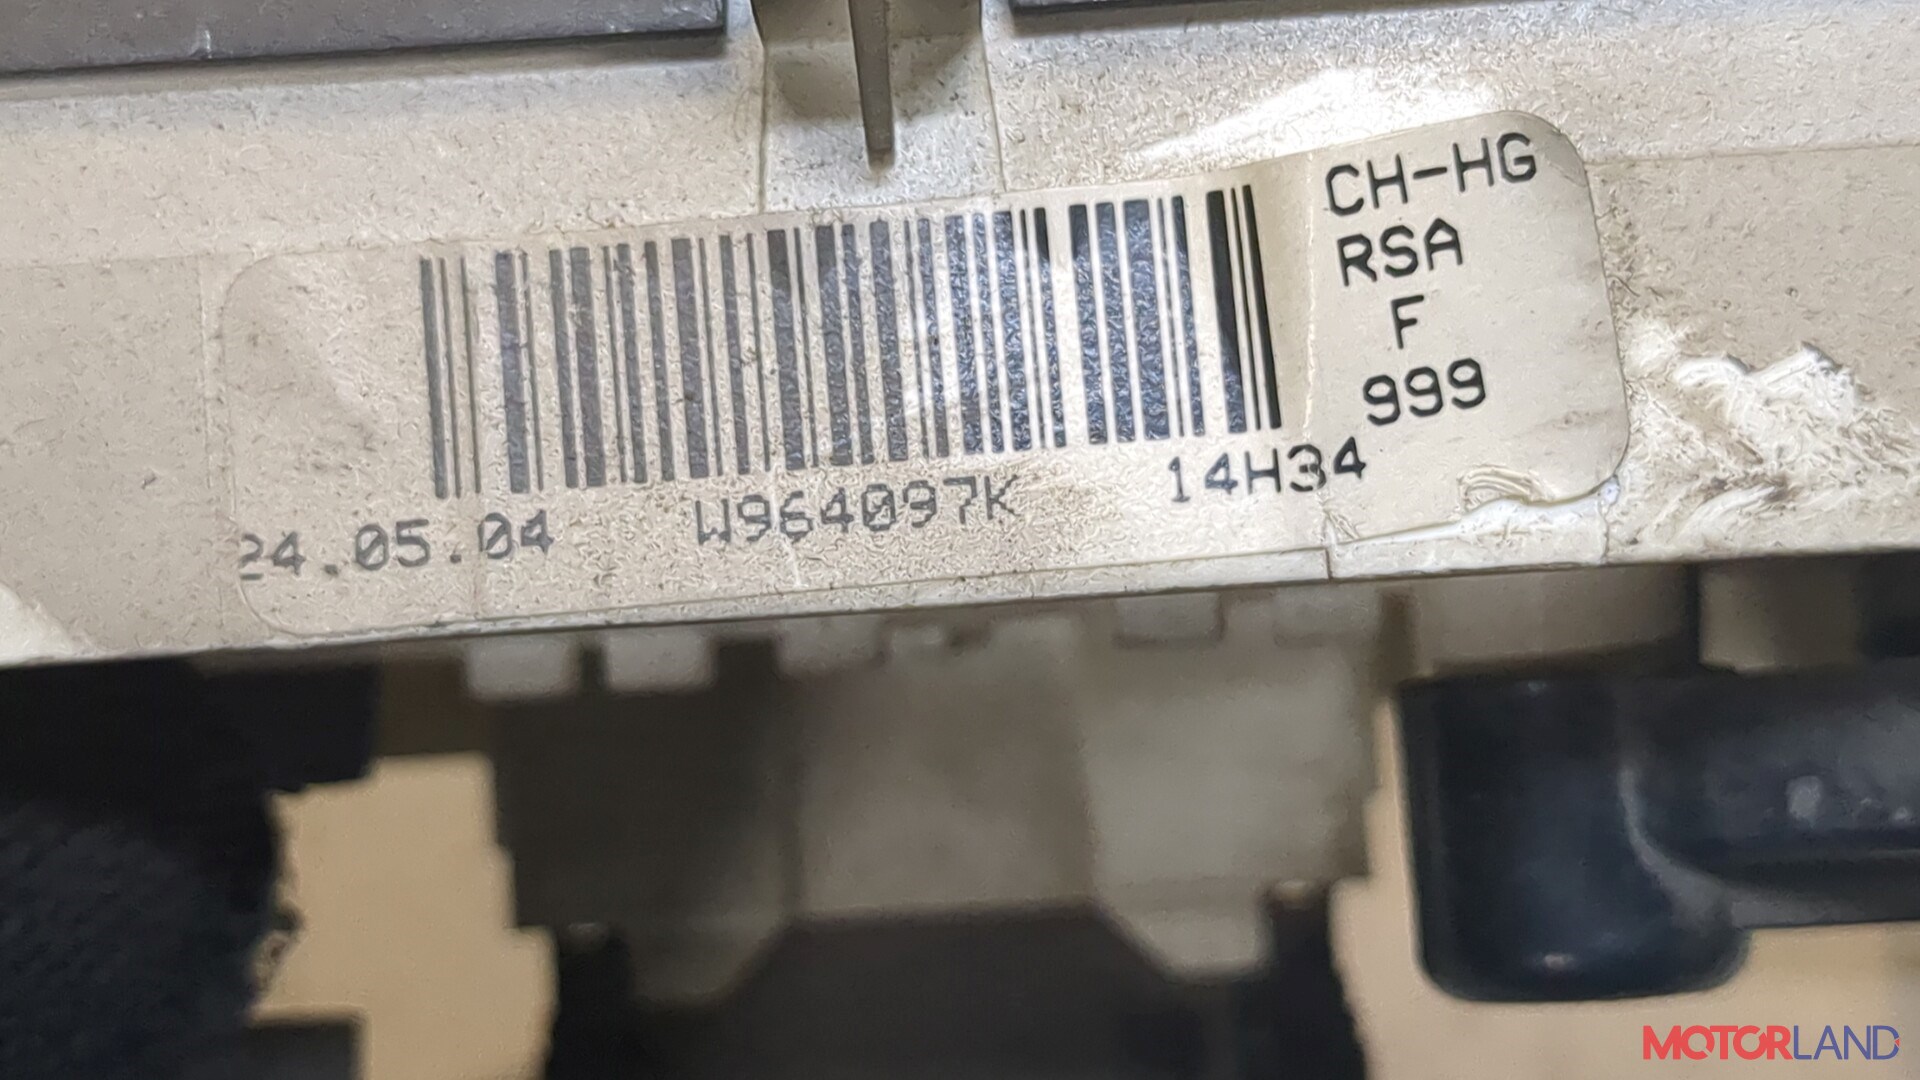 CH-HG
RSA
F
999
24.05.04 W964097K 14H34
MOTORLAND